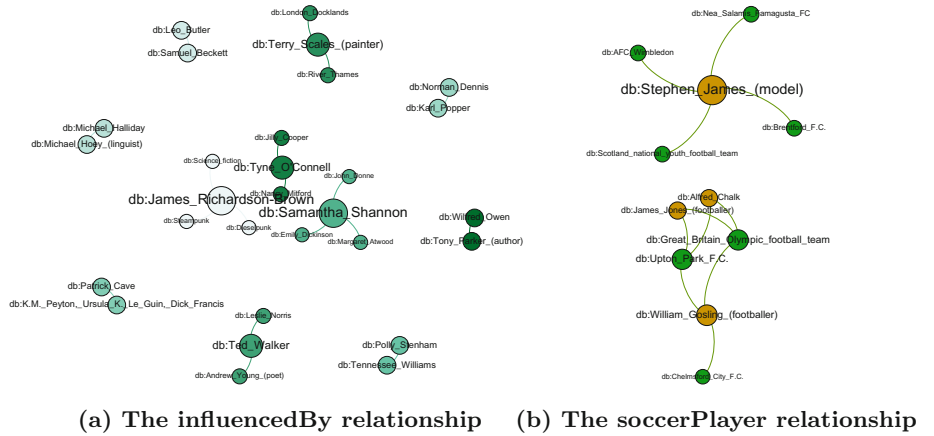 db:London_Docklands
db:Leo_Butler
db:Terry_Scales_(painter)
db:Samuel_Beckett
db:River_Thames
db:Norman_Dennis
db:Karl_Popper
db:Michael_Halliday
db:Michael_Hoey_(linguist)
db:Jilly_Cooper
db:Science_fiction
db:Tyne_O'Connell
db:John_Donne
db:Nancy_Mitford
db:James_Richardson-Brown
db:Samantha_Shannon
db:Steampunk
db:Dieselpunk
db:Emily_Dickinson
db:Margaret_Atwood
db:Wilfred_Owen
db:Tony_Parker_(author)
db:Patrick_Cave
db:K.M._Peyton,_Ursula_K._Le_Guin,_Dick_Francis
db:Leslie_Norris
db:Ted_Walker
db:Andrew_Young_(poet)
db:Polly_Stenham
db:Tennessee_Williams
(a) The influencedBy relationship
db:Nea_Salamis_Famagusta_FC
db:AFC_Wimbledon
db:Stephen_James_(model)
db:Brentford_F.C.
db:Scotland_national_youth_football_team
db:Alfred_Chalk
db:James_Jones_(footballer)
db:Great_Britain_Olympic_football_team
db:Upton_Park_F.C.
db:William_Gosling_(footballer)
db:Chelmsford_City_F.C.
(b) The soccerPlayer relationship